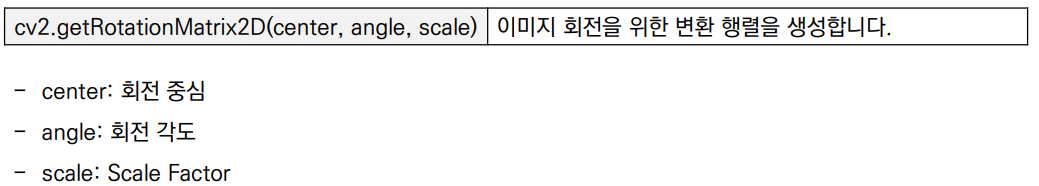 cv2.getRotationMatrix2D(center, angle, scale) 이미지 회전을 위한 변환 행렬을 생성합니다.
- center: 회전 중심
- angle: 회전 각도
- scale: Scale Factor